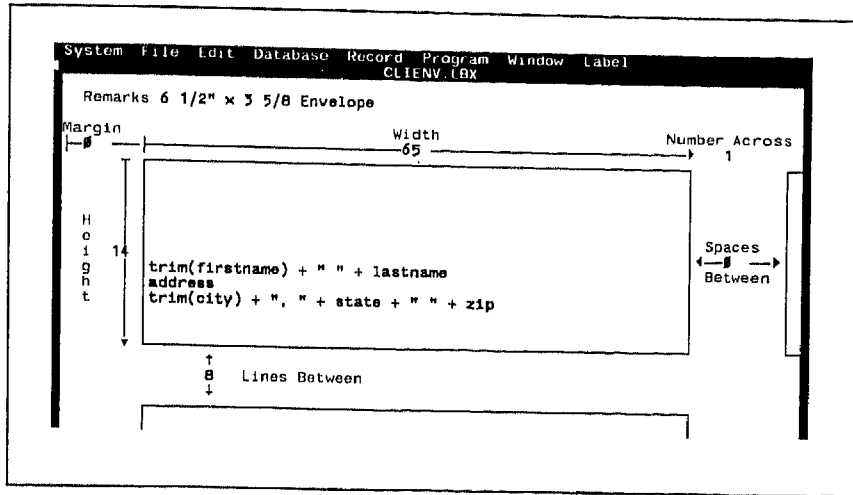 System File Edit Database Record Program Window Label
CLIENV.LBX
Remarks 6 1/2" x 3 5/8 Envelope
Margin
0
Width
65
Number Across
1
Height
14
trim(firstname) + " " + lastname
address
trim(city) + ", " + state + " " + zip
Spaces
0
Between
8 Lines Between